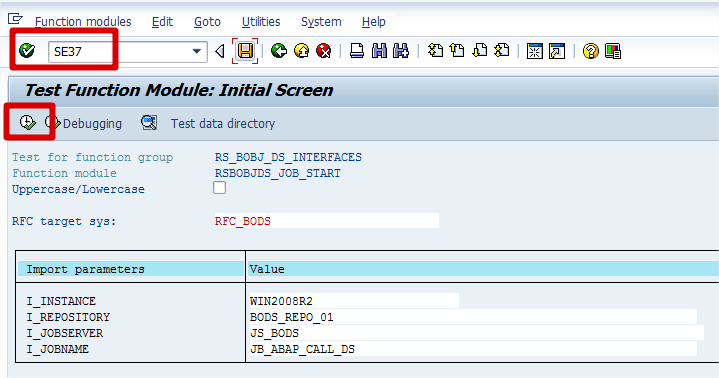 Function modules Edit Goto Utilities System Help
SE37
Test Function Module: Initial Screen
Debugging Test data directory
Test for function group RS_BOBJ_DS_INTERFACES
Function module RSBOBJDS_JOB_START
Uppercase/Lowercase
RFC target sys: RFC_BODS
Import parameters Value
I_INSTANCE WIN2008R2
I_REPOSITORY BODS_REPO_01
I_JOBSERVER JS_BODS
I_JOBNAME JB_ABAP_CALL_DS